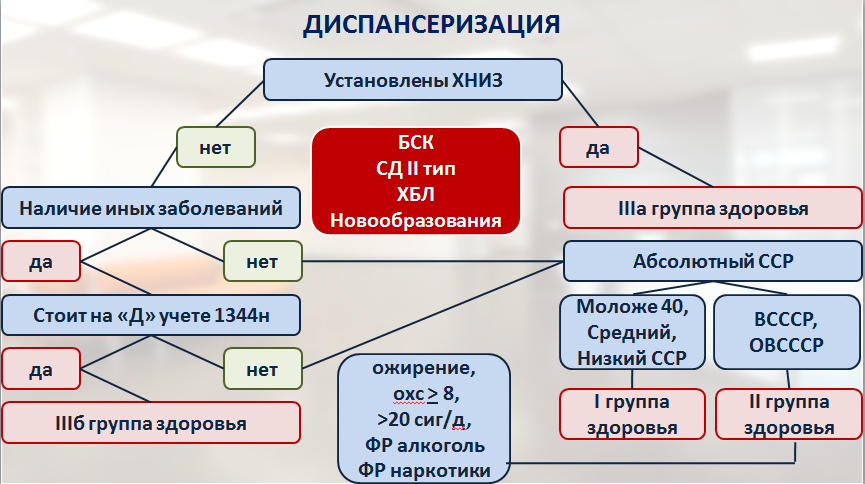 ДИСПАНСЕРИЗАЦИЯ
Установлены ХНИЗ
нет
БСК
СД II тип
ХБЛ
Новообразования
да
Наличие иных заболеваний
IIIа группа здоровья
да
нет
Абсолютный ССР
Стоит на «Д» учете 1344н
Моложе 40,
Средний,
Низкий ССР
ВСССР,
ОВСССР
да
нет
ожирение,
охс > 8,
>20 сиг/д,
ФР алкоголь
ФР наркотики
IIIб группа здоровья
I группа
здоровья
II группа
здоровья